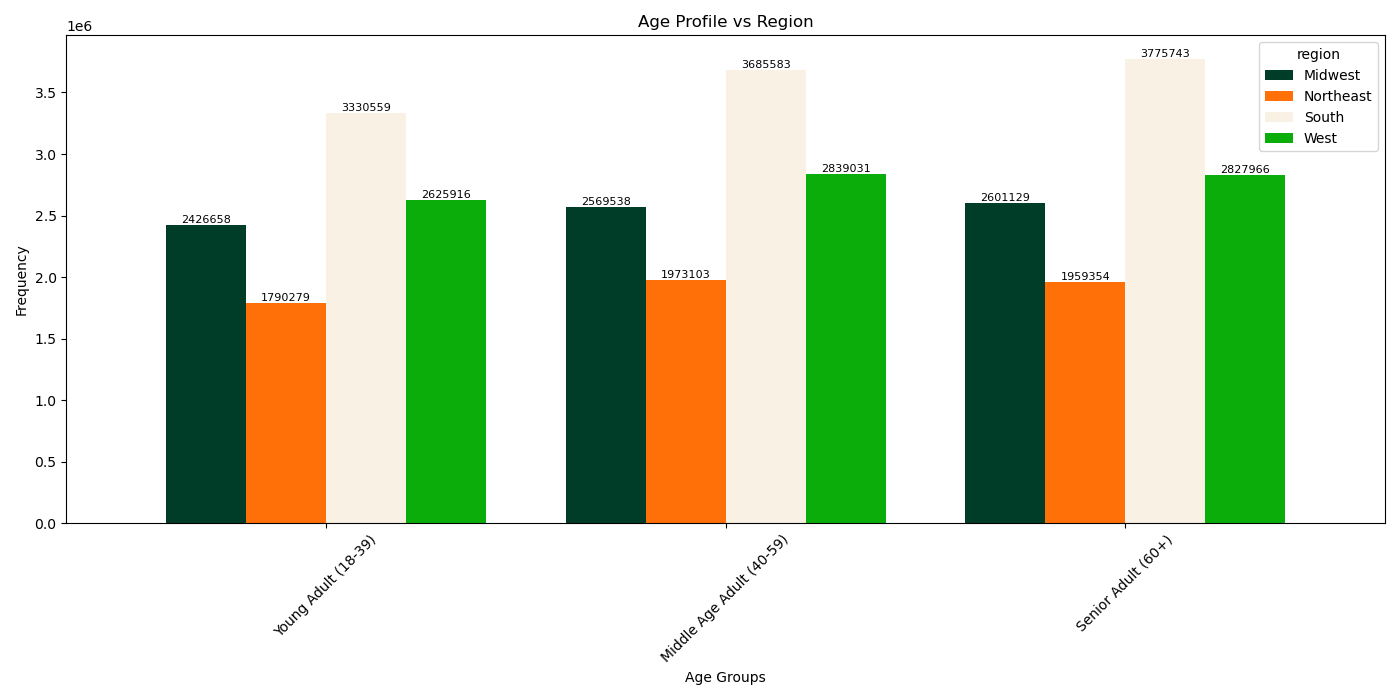 Age Profile vs Region
1e6
3.5
3.0
2.5
2.0
1.5
1.0
0.5
0.0
Frequency
2426658
1790279
3330559
2625916
2569538
1973103
3685583
2839031
2601129
1959354
3775743
2827966
region
Midwest
Northeast
South
West
Young Adult (18-39)
Middle Age Adult (40-59)
Senior Adult (60+)
Age Groups